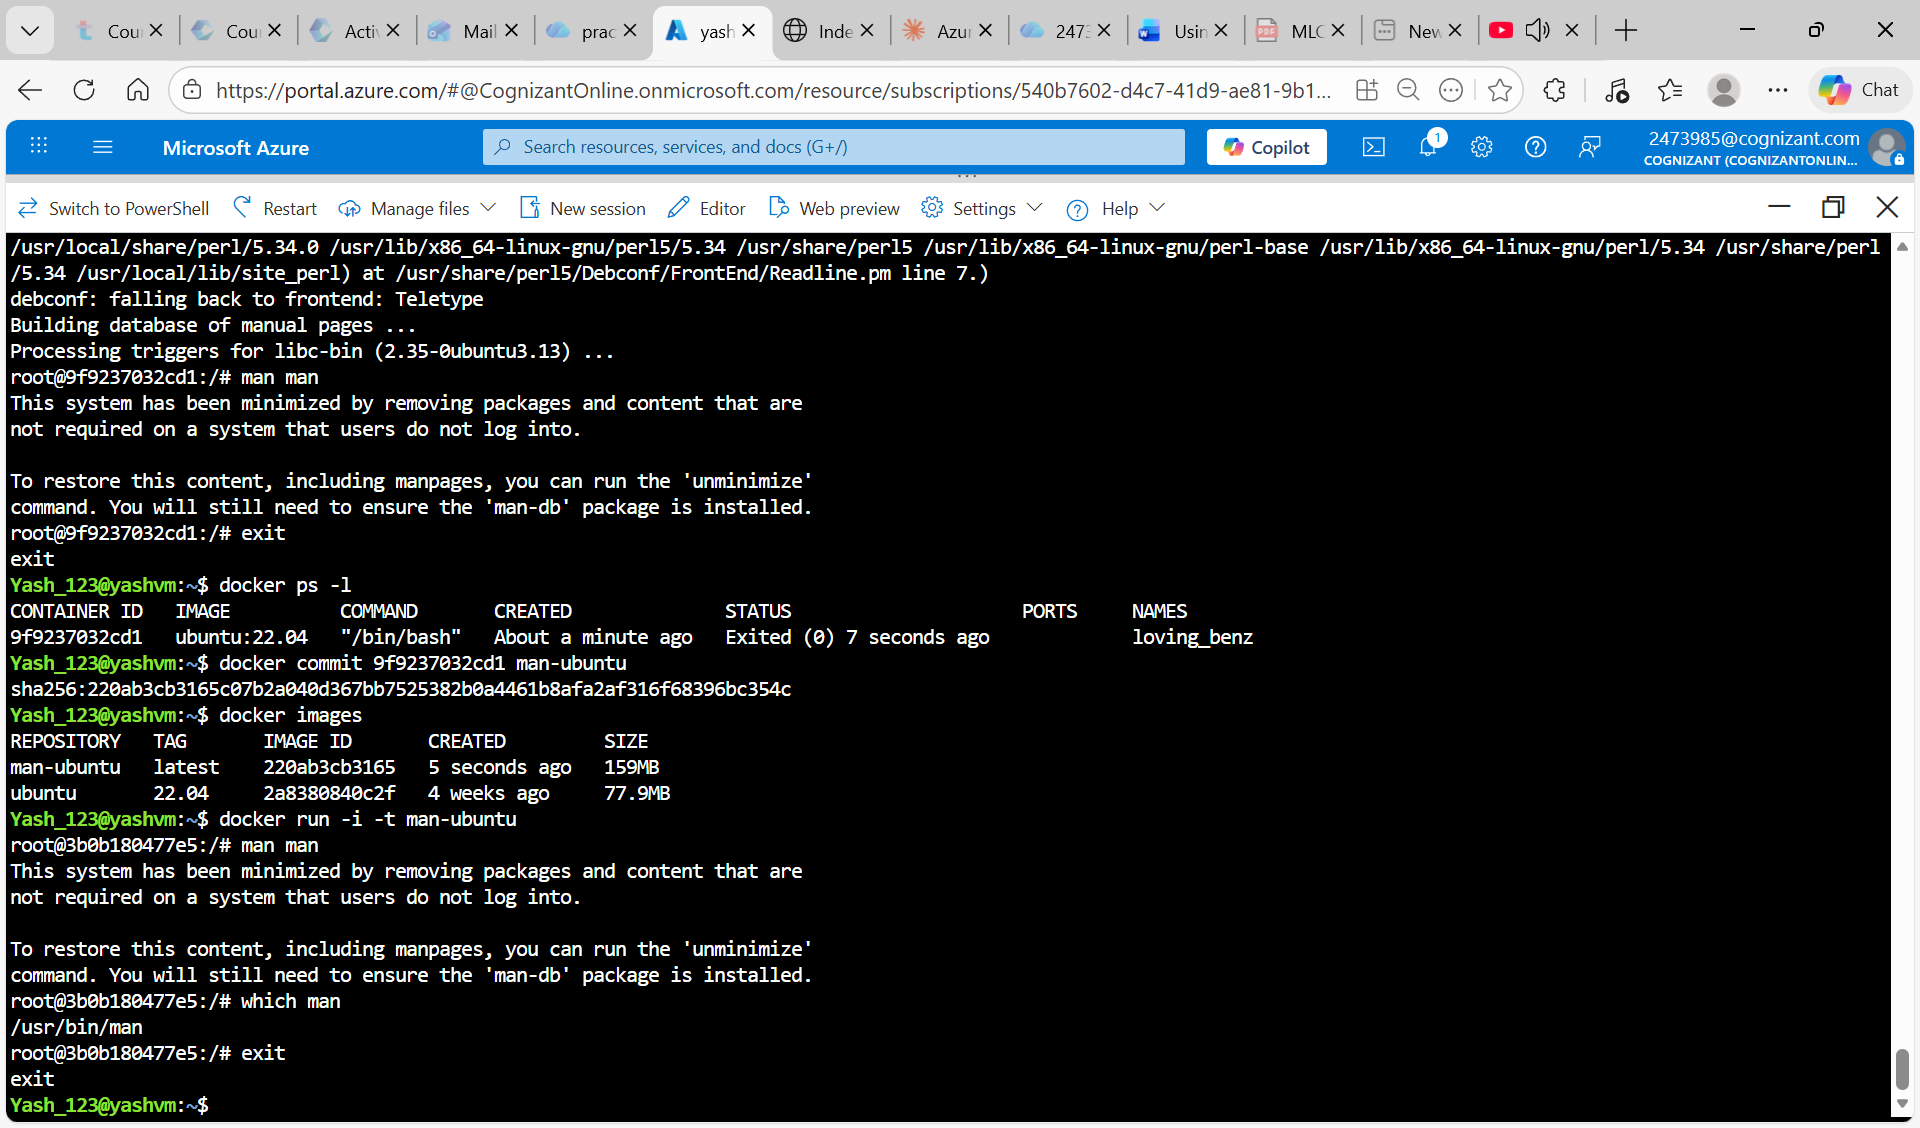 Cour
Cour
Activ
Mail
prac
yash
Inde
Azur
2473
Usin
MLC
New
https://portal.azure.com/#@CognizantOnline.onmicrosoft.com/resource/subscriptions/540b7602-d4c7-41d9-ae81-9b1...
Chat
Microsoft Azure
Search resources, services, and docs (G+/)
Copilot
1
2473985@cognizant.com
COGNIZANT (COGNIZANTONLIN...
Switch to PowerShell
Restart
Manage files
New session
Editor
Web preview
Settings
Help
/usr/local/share/perl/5.34.0 /usr/lib/x86_64-linux-gnu/perl5/5.34 /usr/share/perl5 /usr/lib/x86_64-linux-gnu/perl-base /usr/lib/x86_64-linux-gnu/perl/5.34 /usr/share/perl
/5.34 /usr/local/lib/site_perl) at /usr/share/perl5/Debconf/FrontEnd/Readline.pm line 7.)
debconf: falling back to frontend: Teletype
Building database of manual pages ...
Processing triggers for libc-bin (2.35-0ubuntu3.13) ...
root@9f9237032cd1:/# man man
This system has been minimized by removing packages and content that are
not required on a system that users do not log into.
To restore this content, including manpages, you can run the 'unminimize'
command. You will still need to ensure the 'man-db' package is installed.
root@9f9237032cd1:/# exit
exit
Yash_123@yashvm:~$ docker ps -l
CONTAINER ID   IMAGE          COMMAND       CREATED              STATUS                     PORTS     NAMES
9f9237032cd1   ubuntu:22.04   "/bin/bash"   About a minute ago   Exited (0) 7 seconds ago             loving_benz
Yash_123@yashvm:~$ docker commit 9f9237032cd1 man-ubuntu
sha256:220ab3cb3165c07b2a040d367bb7525382b0a4461b8afa2af316f68396bc354c
Yash_123@yashvm:~$ docker images
REPOSITORY   TAG       IMAGE ID       CREATED         SIZE
man-ubuntu   latest    220ab3cb3165   5 seconds ago   159MB
ubuntu       22.04     2a8380840c2f   4 weeks ago     77.9MB
Yash_123@yashvm:~$ docker run -i -t man-ubuntu
root@3b0b180477e5:/# man man
This system has been minimized by removing packages and content that are
not required on a system that users do not log into.
To restore this content, including manpages, you can run the 'unminimize'
command. You will still need to ensure the 'man-db' package is installed.
root@3b0b180477e5:/# which man
/usr/bin/man
root@3b0b180477e5:/# exit
exit
Yash_123@yashvm:~$